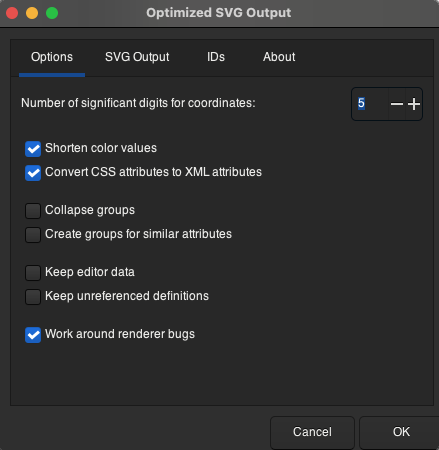 Optimized SVG Output
Options SVG Output IDs About
Number of significant digits for coordinates: 5
Shorten color values
Convert CSS attributes to XML attributes
Collapse groups
Create groups for similar attributes
Keep editor data
Keep unreferenced definitions
Work around renderer bugs
Cancel OK